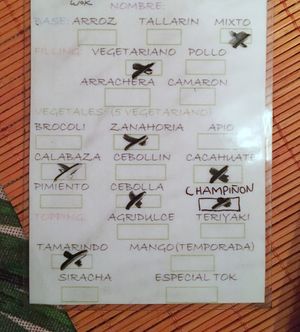 WOK
NOMBRE:
BASE: ARROZ TALLARIN MIXTO
FILLING: VEGETARIANO POLLO
ARRACHERA CAMARON
VEGETALES: (5 VEGETARIANO)
BROCOLI ZANAHORIA APIO
CALABAZA CEBOLLIN CACAHUATE
PIMIENTO CEBOLLA CHAMPIÑON
TOPPING: AGRIDULCE TERIYAKI
TAMARINDO MANGO(TEMPORADA)
SIRACHA ESPECIAL TOK